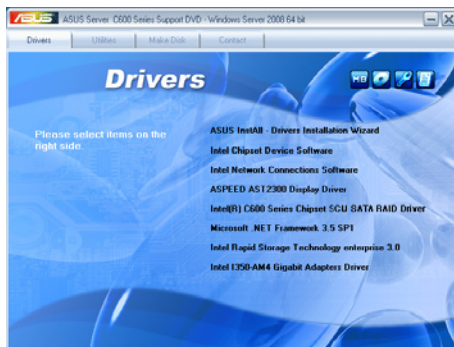 ASUS
ASUS Server C600 Series Support DVD - Windows Server 2008 64 bit
Drivers
Utilities
Make Disk
Contact
Drivers
Please select items on the
right side.
ASUS InstAll - Drivers Installation Wizard
Intel Chipset Device Software
Intel Network Connections Software
ASPEED AST2300 Display Driver
Intel(R) C600 Series Chipset SCU SATA RAID Driver
Microsoft .NET Framework 3.5 SP1
Intel Rapid Storage Technology enterprise 3.0
Intel I350-AM4 Gigabit Adapters Driver